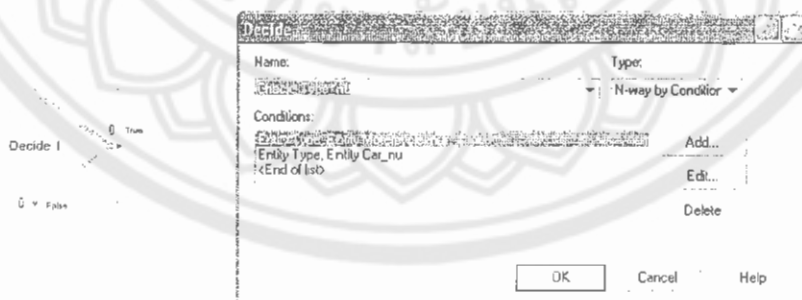 Decide
Name:
Type:
N-way by Condition
Conditions:
Entity Type, Entity Car_nu
<End of list>
Add...
Edit...
Delete
OK
Cancel
Help
Decide 1
0 True
0 False